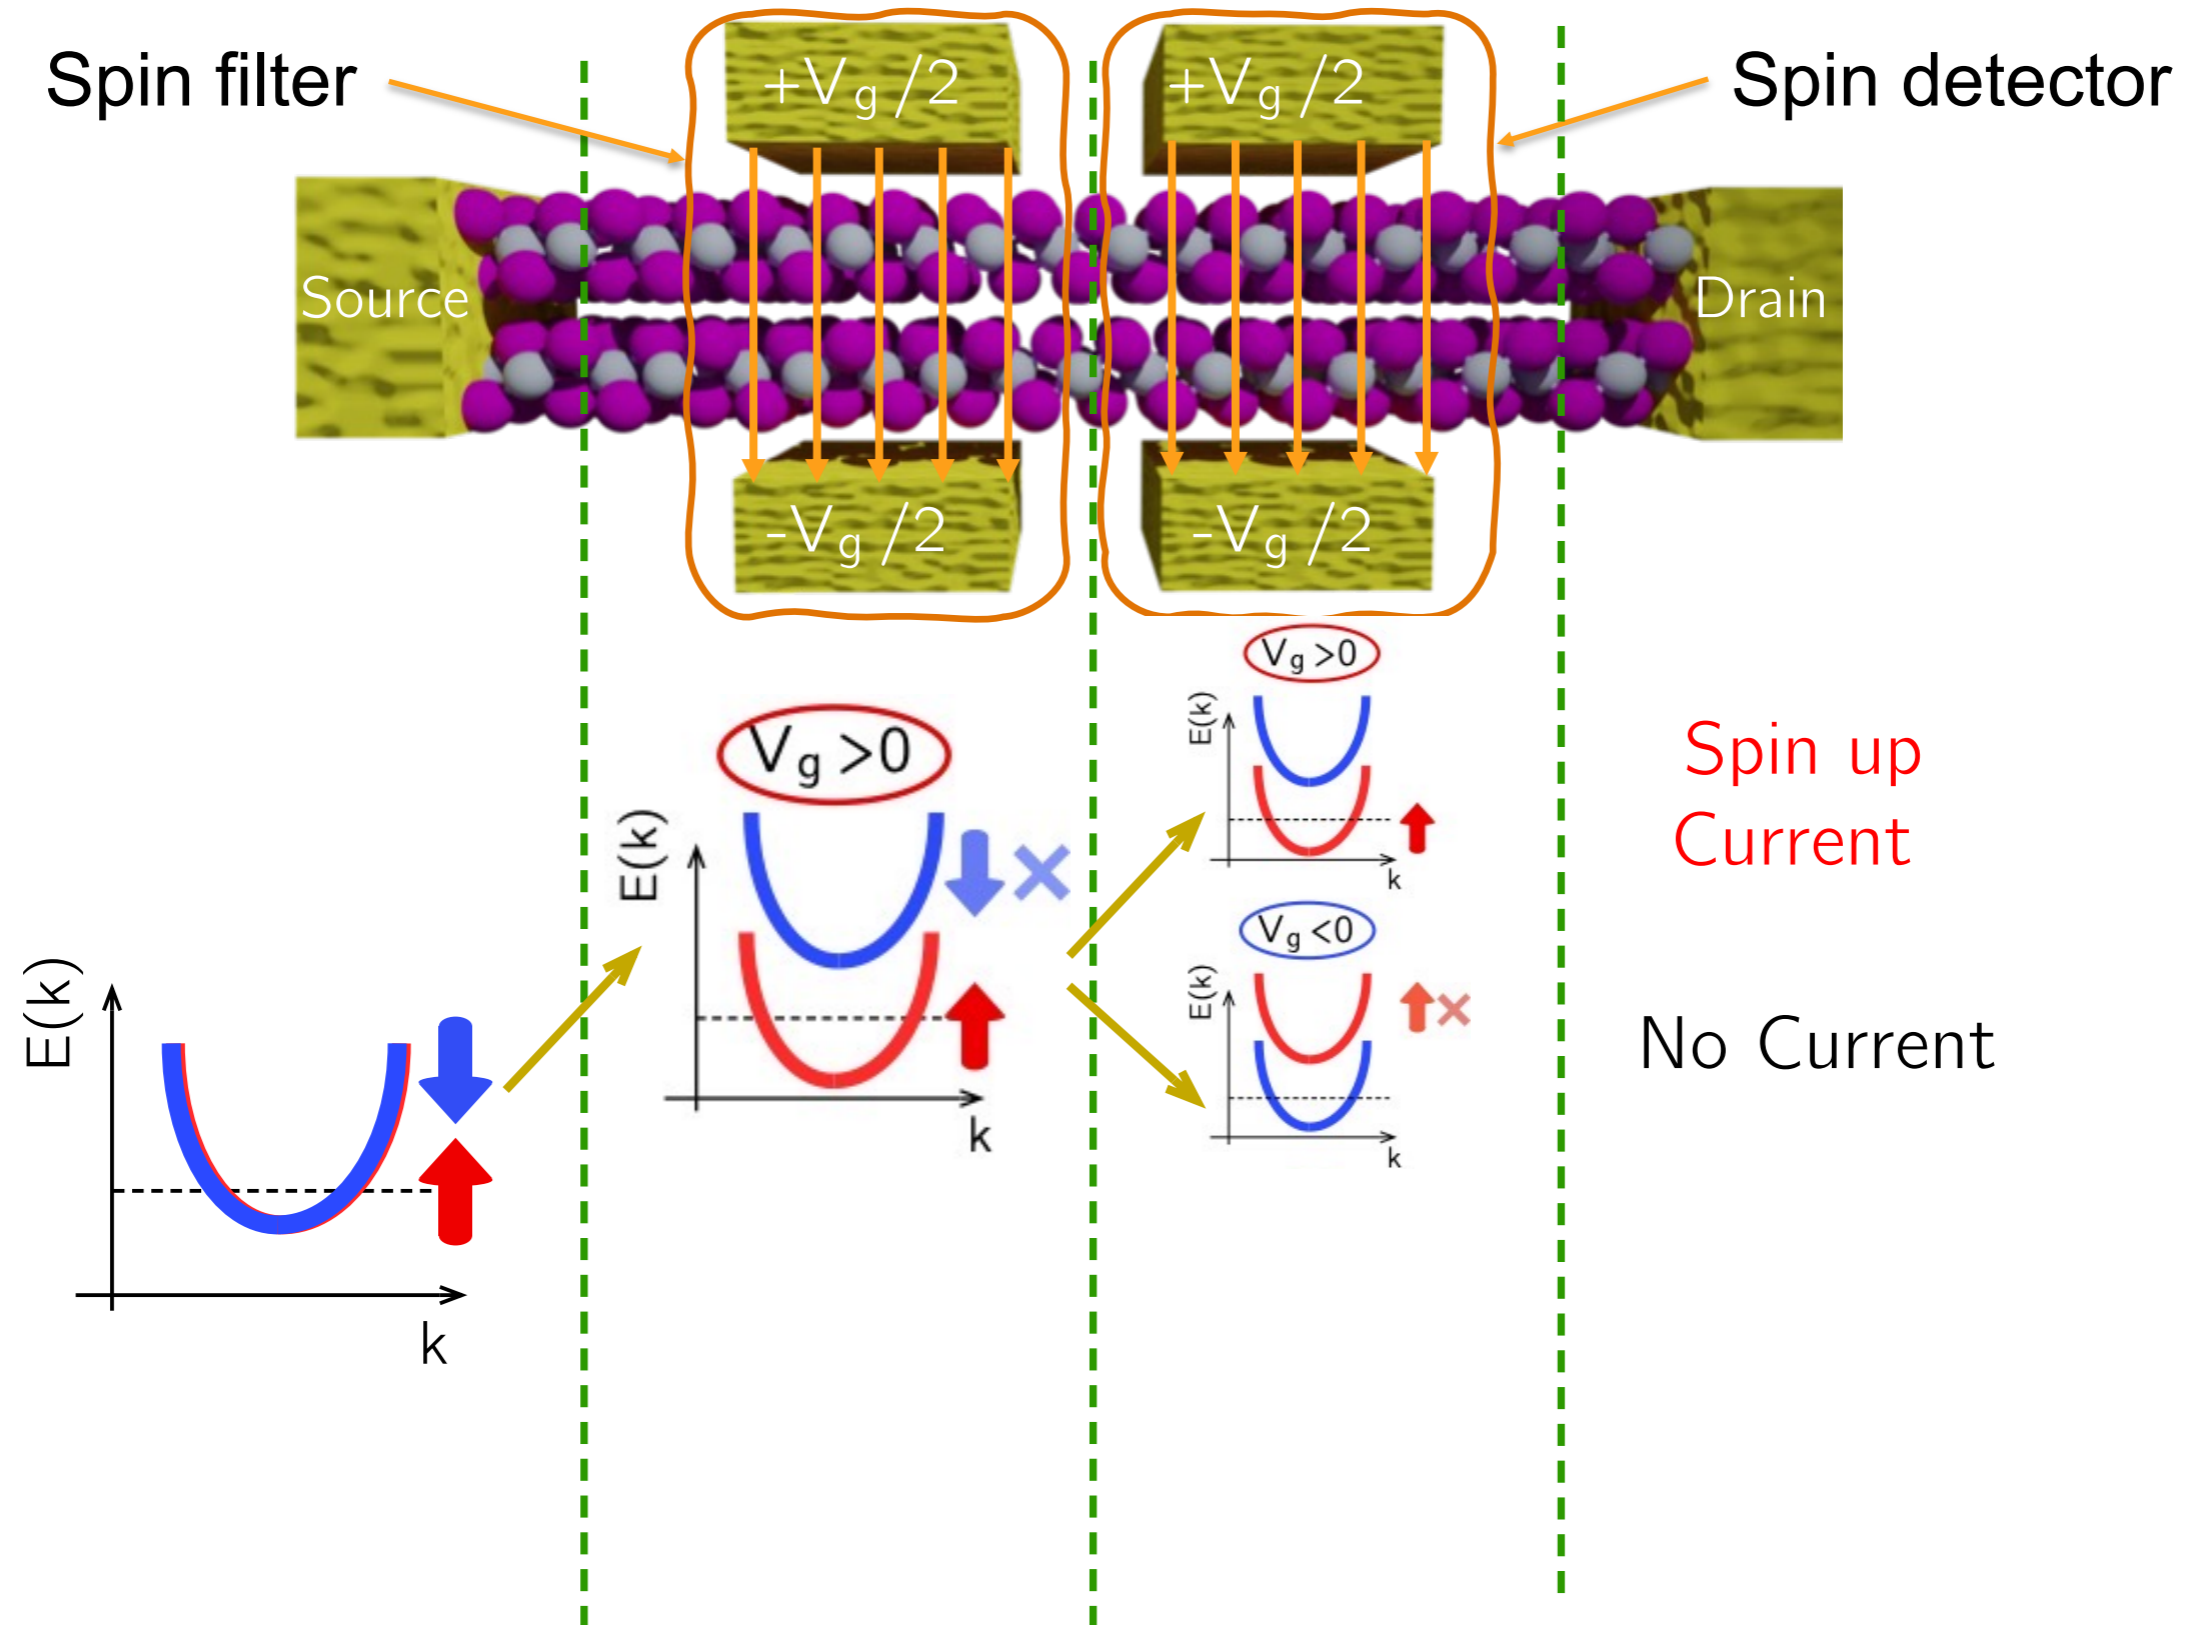 Spin filter
+Vg /2
+Vg /2
Spin detector
Source
Drain
-Vg /2
-Vg /2
Vg >0
E(k)
k
Vg >0
E(k)
k
Vg <0
E(k)
k
Spin up
Current
No Current
E(k)
k